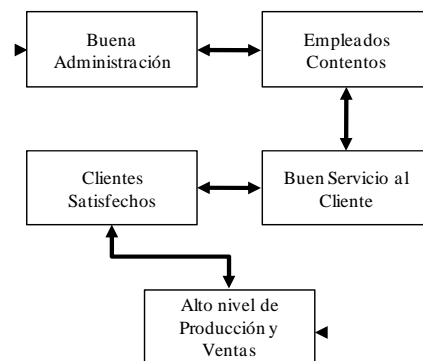 Buena
Administración
Empleados
Contentos
Clientes
Satisfechos
Buen Servicio al
Cliente
Alto nivel de
Producción y
Ventas